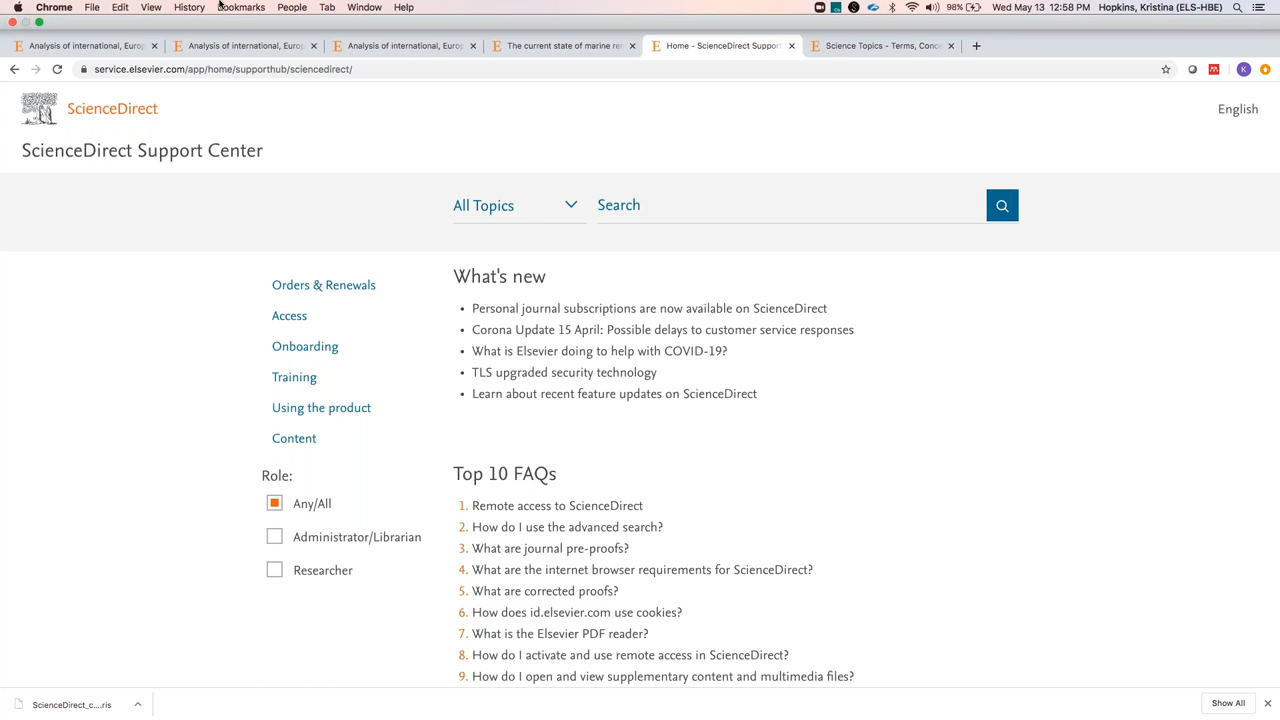 Chrome File Edit View History Bookmarks People Tab Window Help 98% Wed May 13 12:58 PM Hopkins, Kristina (ELS-HBE)
Analysis of international, Europ Analysis of international, Europ Analysis of international, Europ The current state of marine re Home - ScienceDirect Support Science Topics - Terms, Conce
service.elsevier.com/app/home/supporthub/sciencedirect/ K
ScienceDirect
English
ScienceDirect Support Center
All Topics Search
Orders & Renewals
Access
Onboarding
Training
Using the product
Content
Role:
Any/All
Administrator/Librarian
Researcher
What's new
• Personal journal subscriptions are now available on ScienceDirect
• Corona Update 15 April: Possible delays to customer service responses
• What is Elsevier doing to help with COVID-19?
• TLS upgraded security technology
• Learn about recent feature updates on ScienceDirect
Top 10 FAQs
1. Remote access to ScienceDirect
2. How do I use the advanced search?
3. What are journal pre-proofs?
4. What are the internet browser requirements for ScienceDirect?
5. What are corrected proofs?
6. How does id.elsevier.com use cookies?
7. What is the Elsevier PDF reader?
8. How do I activate and use remote access in ScienceDirect?
9. How do I open and view supplementary content and multimedia files?
ScienceDirect_c....ris Show All